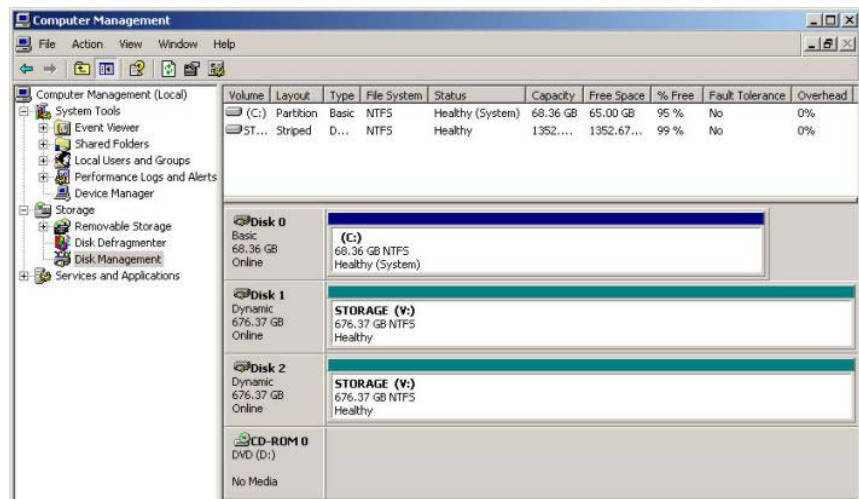 Computer Management
File Action View Window Help
Computer Management (Local)
System Tools
Event Viewer
Shared Folders
Local Users and Groups
Performance Logs and Alerts
Device Manager
Storage
Removable Storage
Disk Defragmenter
Disk Management
Services and Applications
Volume Layout Type File System Status Capacity Free Space % Free Fault Tolerance Overhead
(C:) Partition Basic NTFS Healthy (System) 68.36 GB 65.00 GB 95 % No 0%
ST... Striped D... NTFS Healthy 1352.... 1352.67... 99 % No 0%
Disk 0
Basic
68.36 GB
Online
(C:)
68.36 GB NTFS
Healthy (System)
Disk 1
Dynamic
676.37 GB
Online
STORAGE (V:)
676.37 GB NTFS
Healthy
Disk 2
Dynamic
676.37 GB
Online
STORAGE (V:)
676.37 GB NTFS
Healthy
CD-ROM 0
DVD (D:)
No Media